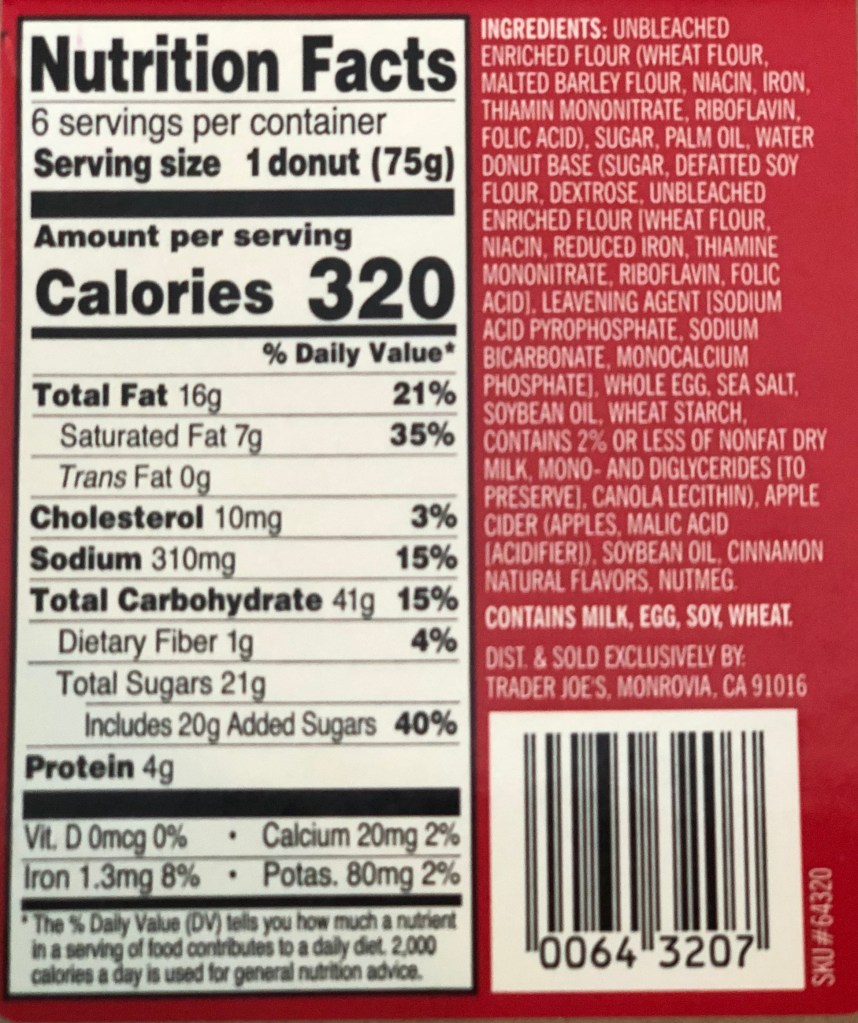 Nutrition Facts
6 servings per container
Serving size 1 donut (75g)
Amount per serving
Calories 320
% Daily Value*
Total Fat 16g 21%
Saturated Fat 7g 35%
Trans Fat 0g
Cholesterol 10mg 3%
Sodium 310mg 15%
Total Carbohydrate 41g 15%
Dietary Fiber 1g 4%
Total Sugars 21g
Includes 20g Added Sugars 40%
Protein 4g
Vit. D 0mcg 0% • Calcium 20mg 2%
Iron 1.3mg 8% • Potas. 80mg 2%
* The % Daily Value (DV) tells you how much a nutrient
in a serving of food contributes to a daily diet. 2,000
calories a day is used for general nutrition advice.
INGREDIENTS: UNBLEACHED
ENRICHED FLOUR (WHEAT FLOUR,
MALTED BARLEY FLOUR, NIACIN, IRON,
THIAMIN MONONITRATE, RIBOFLAVIN,
FOLIC ACID), SUGAR, PALM OIL, WATER
DONUT BASE (SUGAR, DEFATTED SOY
FLOUR, DEXTROSE, UNBLEACHED
ENRICHED FLOUR [WHEAT FLOUR,
NIACIN, REDUCED IRON, THIAMINE
MONONITRATE, RIBOFLAVIN, FOLIC
ACID], LEAVENING AGENT [SODIUM
ACID PYROPHOSPHATE, SODIUM
BICARBONATE, MONOCALCIUM
PHOSPHATE], WHOLE EGG, SEA SALT,
SOYBEAN OIL, WHEAT STARCH,
CONTAINS 2% OR LESS OF NONFAT DRY
MILK, MONO- AND DIGLYCERIDES [TO
PRESERVE], CANOLA LECITHIN), APPLE
CIDER (APPLES, MALIC ACID
[ACIDIFIER]), SOYBEAN OIL, CINNAMON
NATURAL FLAVORS, NUTMEG.
CONTAINS MILK, EGG, SOY, WHEAT.
DIST. & SOLD EXCLUSIVELY BY:
TRADER JOE'S, MONROVIA, CA 91016
0064 3207
SKU#64320